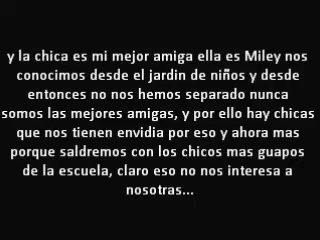 y la chica es mi mejor amiga ella es Miley nos
conocimos desde el jardin de niños y desde
entonces no nos hemos separado nunca
somos las mejores amigas, y por ello hay chicas
que nos tienen envidia por eso y ahora mas
porque saldremos con los chicos mas guapos
de la escuela, claro eso no nos interesa a
nosotras...